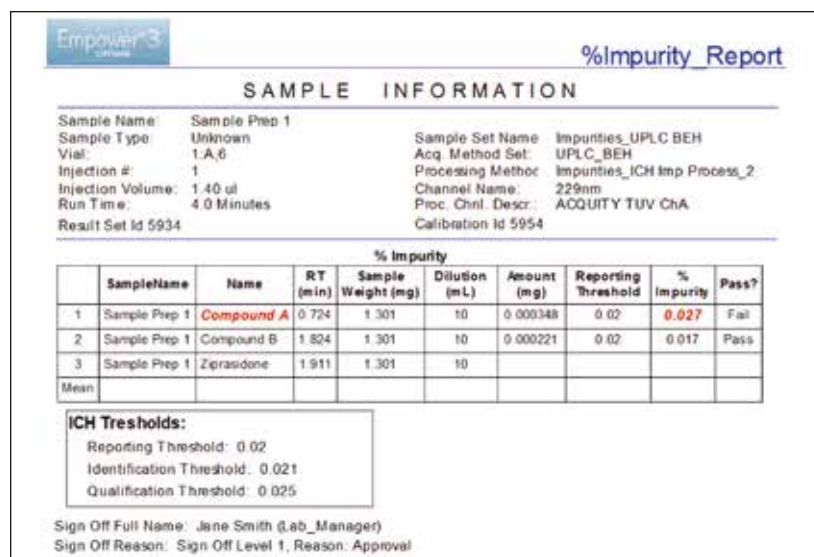 Empower™3
SOFTWARE
%Impurity_Report
SAMPLE INFORMATION
Sample Name: Sample Prep 1
Sample Type: Unknown
Vial: 1:A,6
Injection #: 1
Injection Volume: 1.40 ul
Run Time: 4.0 Minutes
Result Set Id 5934
Sample Set Name Impurities_UPLC BEH
Acq. Method Set: UPLC_BEH
Processing Method Impurities_ICH Imp Process_2
Channel Name: 229nm
Proc. Chnl. Descr.: ACQUITY TUV ChA
Calibration Id 5954
% Impurity
SampleName Name RT (min) Sample Weight (mg) Dilution (mL) Amount (mg) Reporting Threshold % Impurity Pass?
1 Sample Prep 1 Compound A 0.724 1.301 10 0.000348 0.02 0.027 Fail
2 Sample Prep 1 Compound B 1.824 1.301 10 0.000221 0.02 0.017 Pass
3 Sample Prep 1 Ziprasidone 1.911 1.301 10
Mean
ICH Tresholds:
Reporting Threshold: 0.02
Identification Threshold: 0.021
Qualification Threshold: 0.025
Sign Off Full Name: Jane Smith (Lab_Manager)
Sign Off Reason: Sign Off Level 1, Reason: Approval